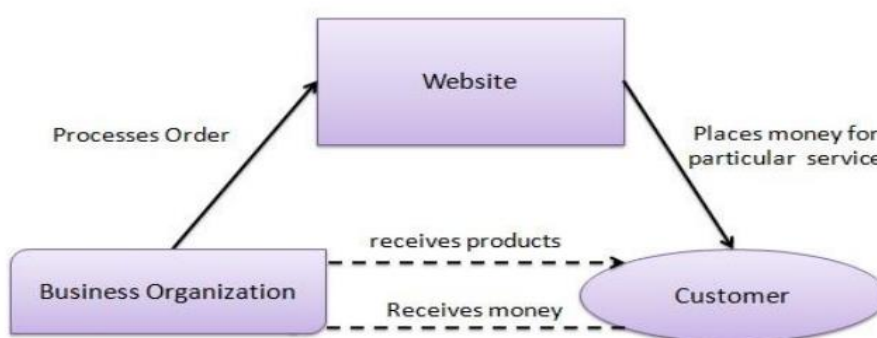 Website
Processes Order
Places money for
particular service
receives products
Business Organization
Customer
Receives money